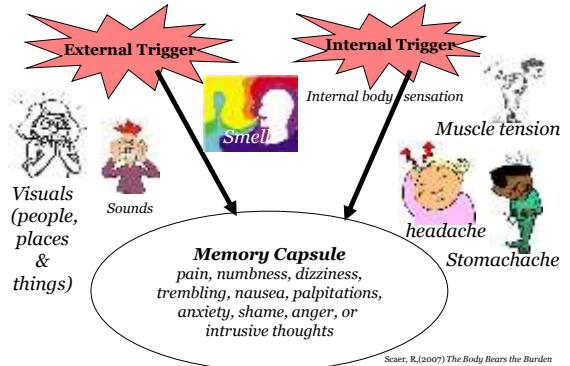 External Trigger
Internal Trigger
Smell
Internal body sensation
Muscle tension
Visuals
(people,
places
&
things)
Sounds
headache
Stomachache
Memory Capsule
pain, numbness, dizziness,
trembling, nausea, palpitations,
anxiety, shame, anger, or
intrusive thoughts
Scaer, R,(2007) The Body Bears the Burden